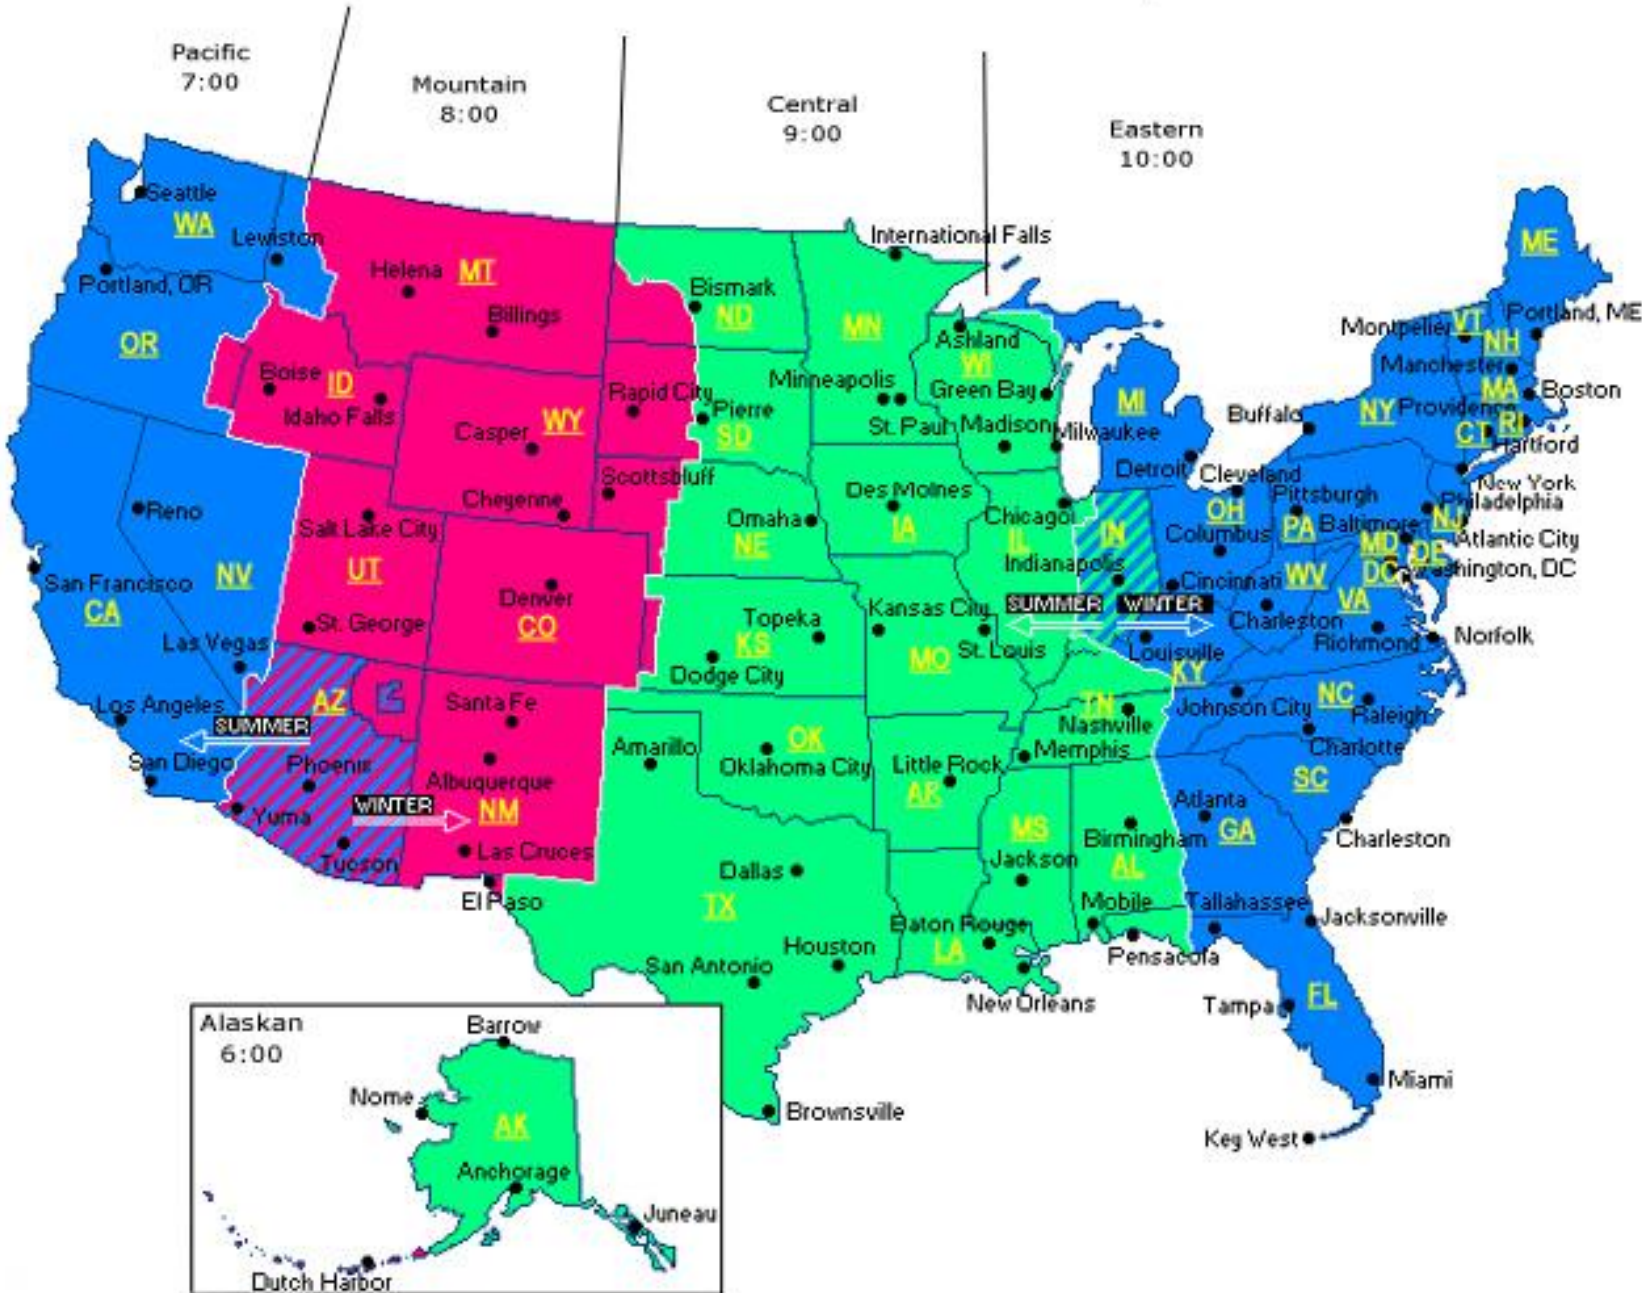 Pacific
7:00
Mountain
8:00
Central
9:00
Eastern
10:00
Seattle
WA
Lewiston
Portland, OR
OR
Helena
MT
Billings
Boise
ID
Idaho Falls
Casper
WY
Cheyenne
Rapid City
Scottsbluff
Bismark
ND
Pierre
SD
International Falls
MN
Minneapolis
St. Paul
Ashland
WI
Green Bay
Madison
Milwaukee
MI
Detroit
ME
Portland, ME
Montpelier
VT
NH
Manchester
MA
Boston
Buffalo
NY
Providence
CT
RI
Hartford
New York
Cleveland
Pittsburgh
Philadelphia
OH
PA
Baltimore
NJ
Columbus
MD
DE
Atlantic City
DC
Washington, DC
Reno
San Francisco
CA
NV
Salt Lake City
UT
St. George
Las Vegas
Denver
CO
Omaha
NE
Des Moines
IA
Chicago
IL
IN
Indianapolis
SUMMER
WINTER
Cincinnati
WV
VA
Charleston
Richmond
Norfolk
Louisville
KY
Topeka
KS
Dodge City
Kansas City
MO
St. Louis
Los Angeles
SUMMER
San Diego
AZ
Phoenix
Yuma
WINTER
Tucson
Santa Fe
Albuquerque
NM
Las Cruces
El Paso
Amarillo
OK
Oklahoma City
Little Rock
AR
TN
Nashville
Memphis
Johnson City
NC
Raleigh
Charlotte
SC
Atlanta
GA
Charleston
MS
Jackson
Birmingham
AL
Mobile
Tallahassee
Jacksonville
Pensacola
Dallas
TX
Houston
San Antonio
Baton Rouge
LA
New Orleans
Tampa
FL
Miami
Key West
Brownsville
Alaskan
6:00
Barrow
Nome
AK
Anchorage
Juneau
Dutch Harbor